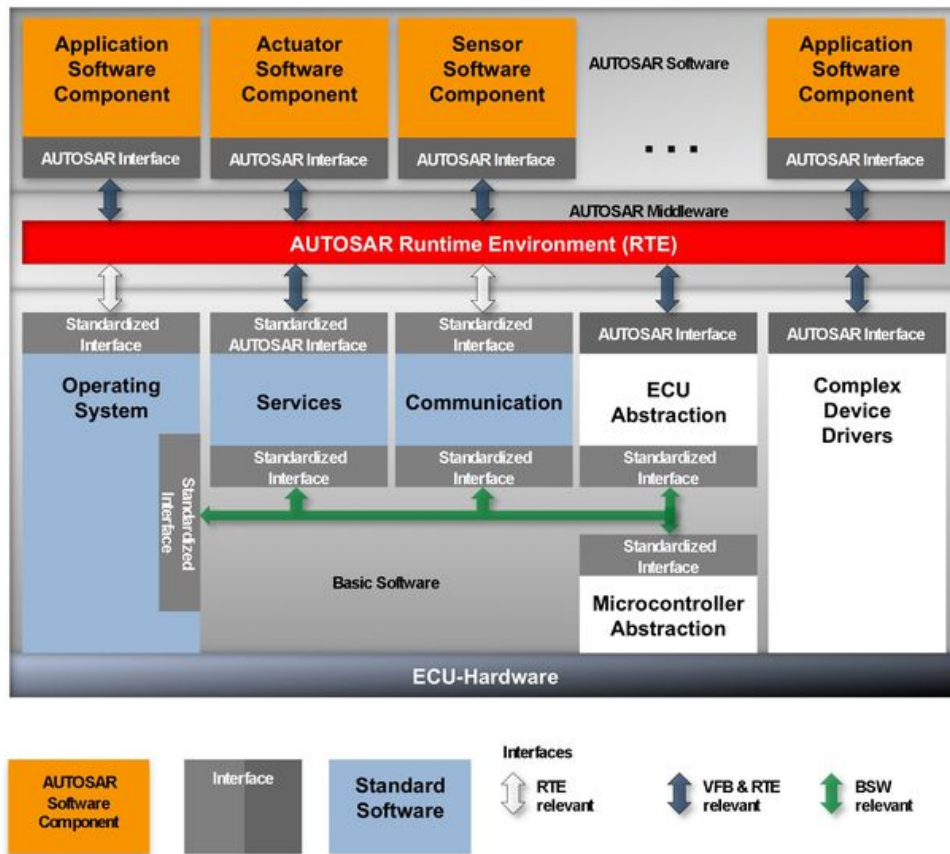 Application
Software
Component
AUTOSAR Interface
Actuator
Software
Component
AUTOSAR Interface
Sensor
Software
Component
AUTOSAR Interface
AUTOSAR Software
. . .
Application
Software
Component
AUTOSAR Interface
AUTOSAR Middleware
AUTOSAR Runtime Environment (RTE)
Standardized
Interface
Operating
System
Standardized
Interface
Standardized
AUTOSAR Interface
Services
Standardized
Interface
Standardized
Interface
Communication
Standardized
Interface
AUTOSAR Interface
ECU
Abstraction
Standardized
Interface
AUTOSAR Interface
Complex
Device
Drivers
Basic Software
Standardized
Interface
Microcontroller
Abstraction
ECU-Hardware
AUTOSAR
Software
Component
Interface
Standard
Software
Interfaces
RTE
relevant
VFB & RTE
relevant
BSW
relevant